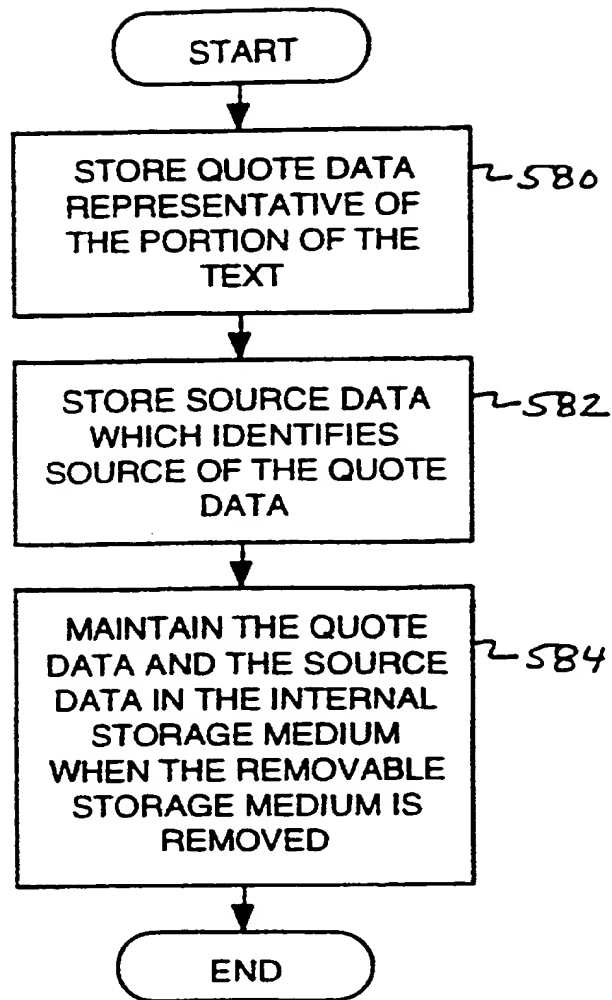 START
STORE QUOTE DATA
REPRESENTATIVE OF
THE PORTION OF THE
TEXT
580
STORE SOURCE DATA
WHICH IDENTIFIES
SOURCE OF THE QUOTE
DATA
582
MAINTAIN THE QUOTE
DATA AND THE SOURCE
DATA IN THE INTERNAL
STORAGE MEDIUM
WHEN THE REMOVABLE
STORAGE MEDIUM IS
REMOVED
584
END